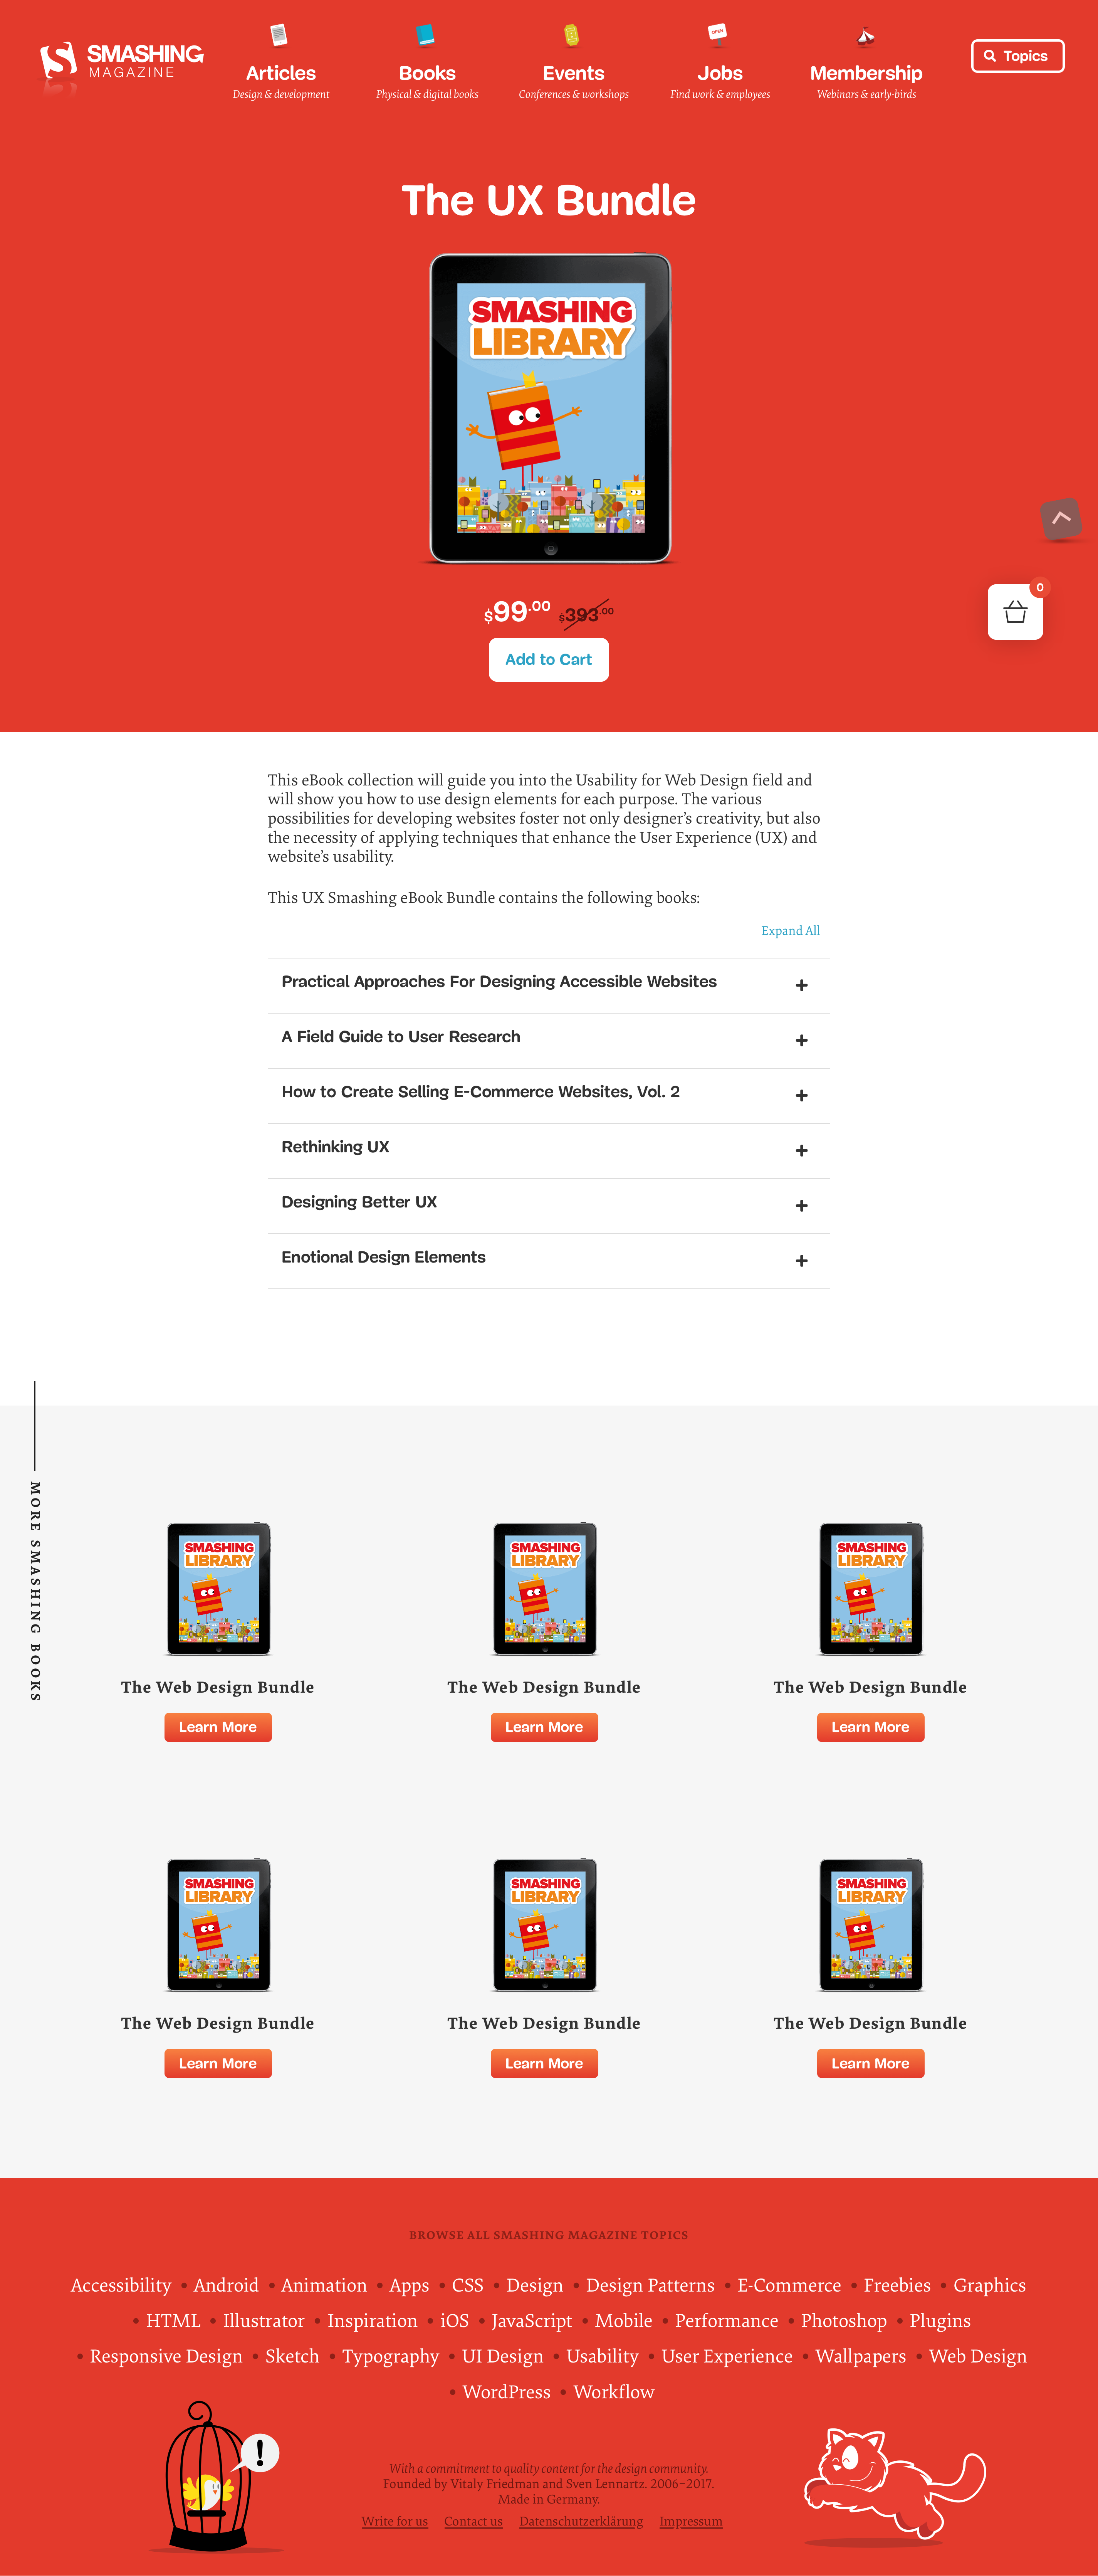 SMASHING
MAGAZINE
Articles
Design & development
Books
Physical & digital books
Events
Conferences & workshops
OPEN
Jobs
Find work & employees
Membership
Webinars & early-birds
Topics
The UX Bundle
SMASHING
LIBRARY
$99.00 $393.00
0
Add to Cart
This eBook collection will guide you into the Usability for Web Design field and
will show you how to use design elements for each purpose. The various
possibilities for developing websites foster not only designer's creativity, but also
the necessity of applying techniques that enhance the User Experience (UX) and
website's usability.
This UX Smashing eBook Bundle contains the following books:
Expand All
Practical Approaches For Designing Accessible Websites
A Field Guide to User Research
How to Create Selling E-Commerce Websites, Vol. 2
Rethinking UX
Designing Better UX
Enotional Design Elements
MORE SMASHING BOOKS
SMASHING
LIBRARY
SMASHING
LIBRARY
SMASHING
LIBRARY
The Web Design Bundle
The Web Design Bundle
The Web Design Bundle
Learn More
Learn More
Learn More
SMASHING
LIBRARY
SMASHING
LIBRARY
SMASHING
LIBRARY
The Web Design Bundle
The Web Design Bundle
The Web Design Bundle
Learn More
Learn More
Learn More
BROWSE ALL SMASHING MAGAZINE TOPICS
Accessibility • Android • Animation • Apps • CSS • Design • Design Patterns • E-Commerce • Freebies • Graphics
• HTML • Illustrator • Inspiration • iOS • JavaScript • Mobile • Performance • Photoshop • Plugins
• Responsive Design • Sketch • Typography • UI Design • Usability • User Experience • Wallpapers • Web Design
• WordPress • Workflow
!
With a commitment to quality content for the design community.
Founded by Vitaly Friedman and Sven Lennartz. 2006–2017.
Made in Germany.
Write for us Contact us Datenschutzerklärung Impressum